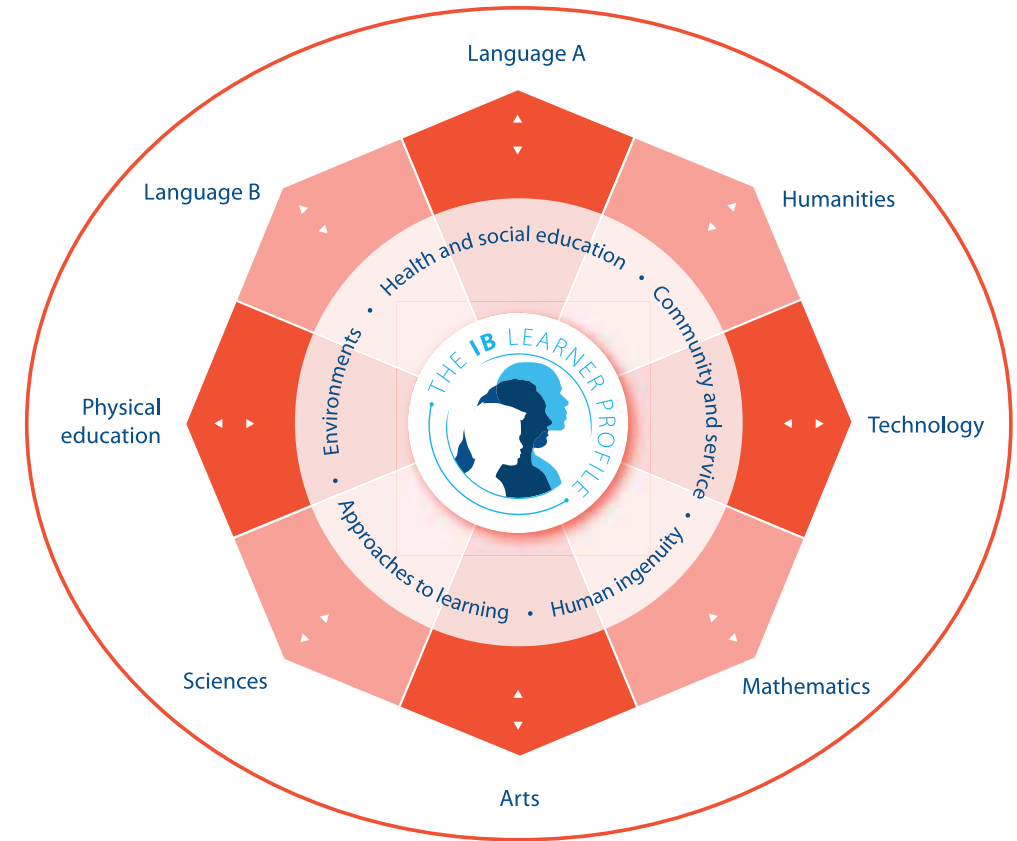 Language A
Language B
Humanities
Health and social education
•
Community and service
•
Human ingenuity
•
Approaches to learning
•
Environments
•
THE IB LEARNER PROFILE
Physical
education
Technology
Sciences
Mathematics
Arts